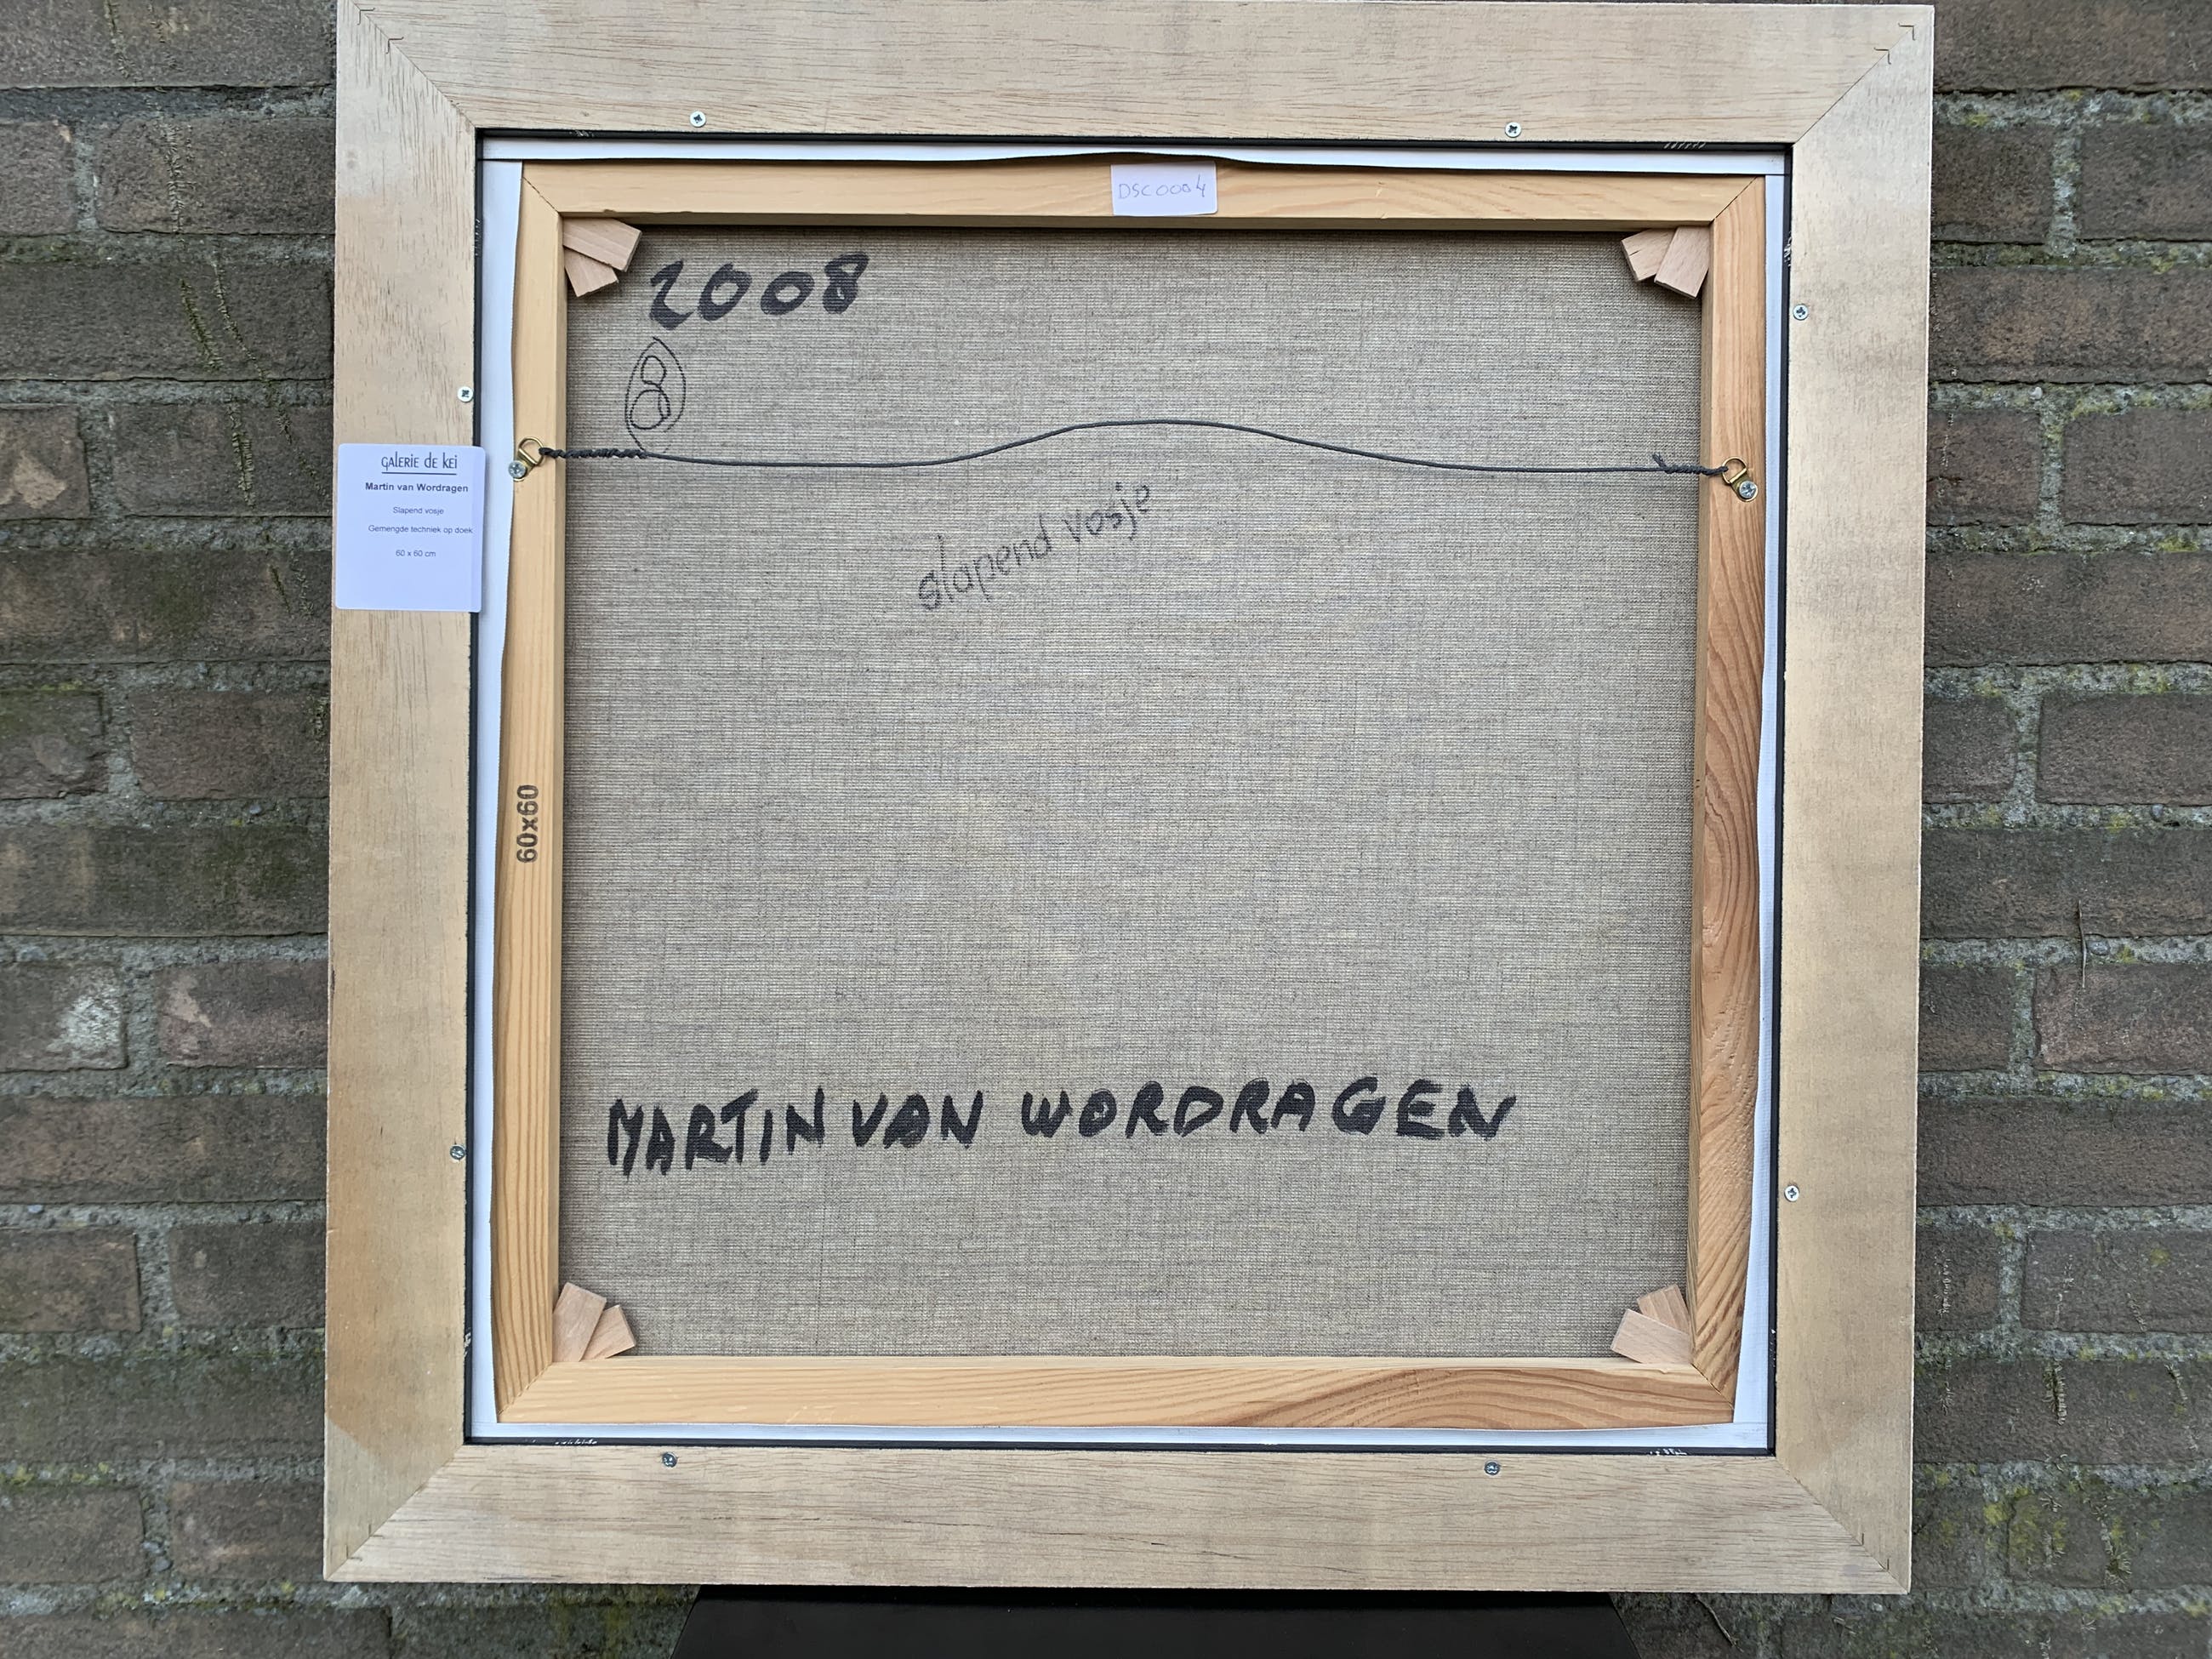 DSC0004
2008
8
GALERIE DE KEI
Martin van Wordragen
Slapend vosje
Gemengde techniek op doek
60 x 60 cm
slapend vosje
60x60
MARTIN VAN WORDRAGEN